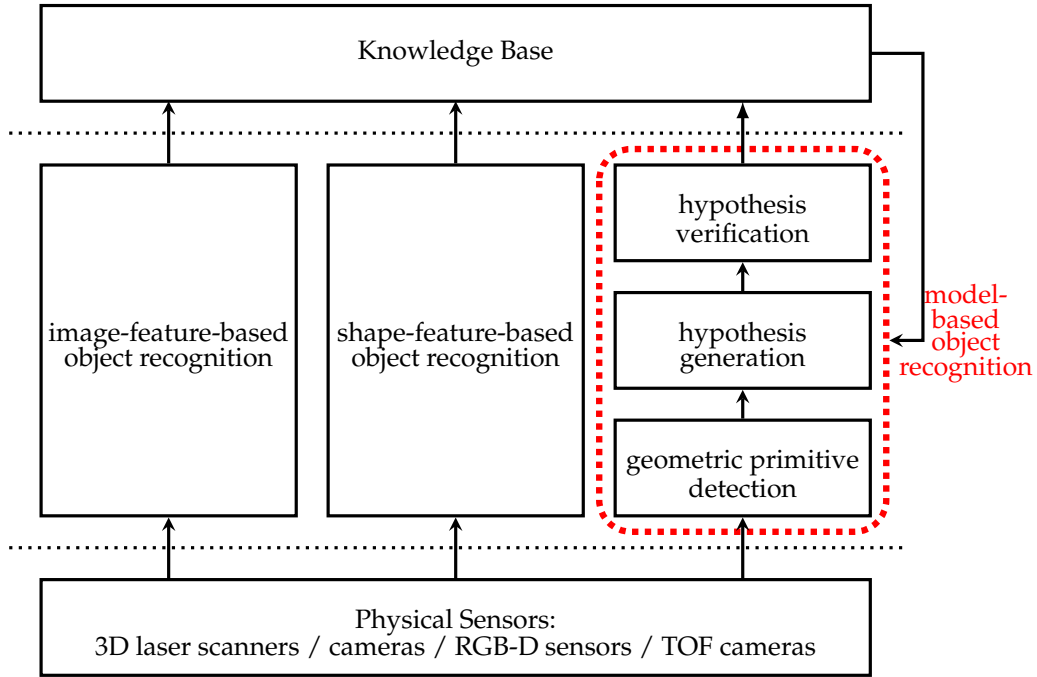 Knowledge Base
image-feature-based
object recognition
shape-feature-based
object recognition
hypothesis
verification
hypothesis
generation
geometric primitive
detection
model-
based
object
recognition
Physical Sensors:
3D laser scanners / cameras / RGB-D sensors / TOF cameras